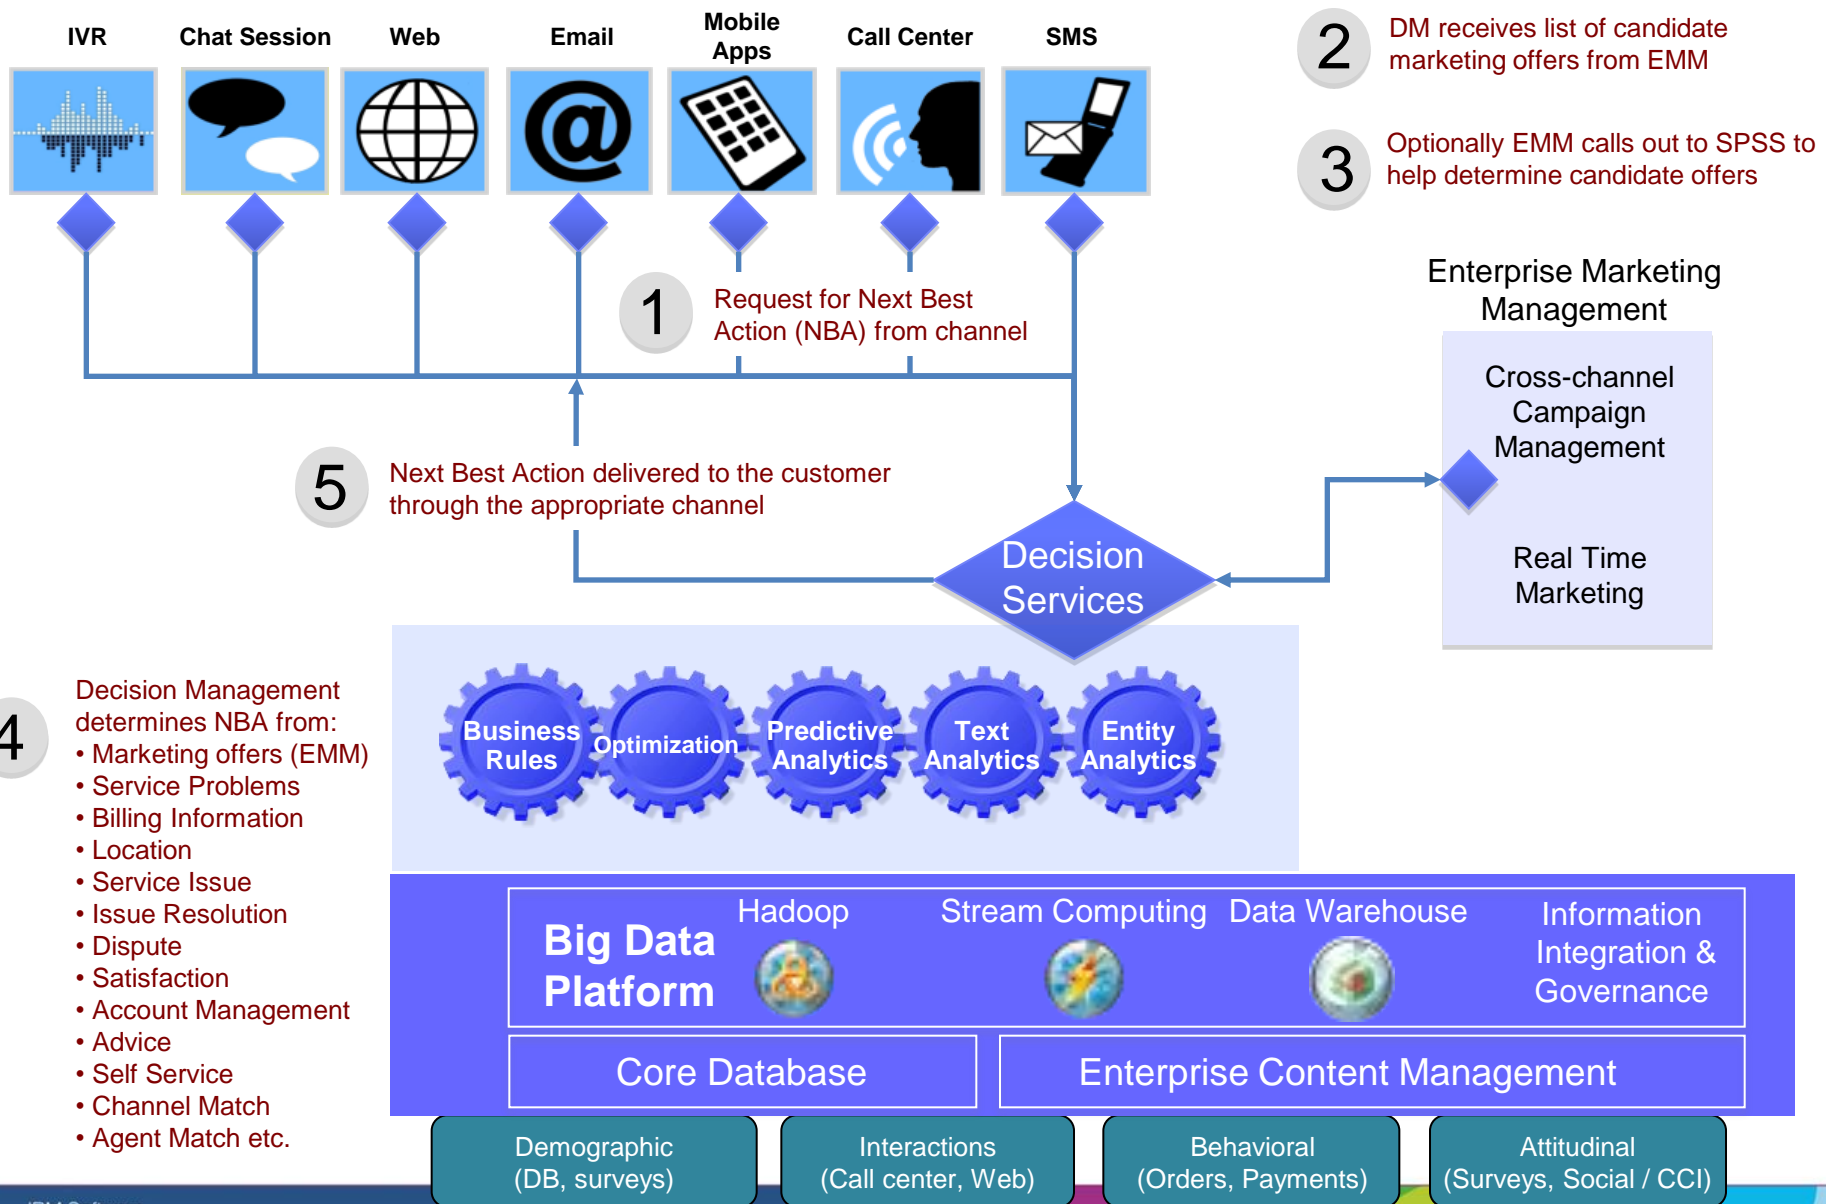 IVR
Chat Session
Web
Email
Mobile
Apps
Call Center
SMS
2
DM receives list of candidate
marketing offers from EMM
3
Optionally EMM calls out to SPSS to
help determine candidate offers
1
Request for Next Best
Action (NBA) from channel
Enterprise Marketing
Management
Cross-channel
Campaign
Management
Real Time
Marketing
5
Next Best Action delivered to the customer
through the appropriate channel
Decision
Services
4
Decision Management
determines NBA from:
• Marketing offers (EMM)
• Service Problems
• Billing Information
• Location
• Service Issue
• Issue Resolution
• Dispute
• Satisfaction
• Account Management
• Advice
• Self Service
• Channel Match
• Agent Match etc.
Business
Rules
Optimization
Predictive
Analytics
Text
Analytics
Entity
Analytics
Big Data
Platform
Hadoop
Stream Computing
Data Warehouse
Information
Integration &
Governance
Core Database
Enterprise Content Management
Demographic
(DB, surveys)
Interactions
(Call center, Web)
Behavioral
(Orders, Payments)
Attitudinal
(Surveys, Social / CCI)